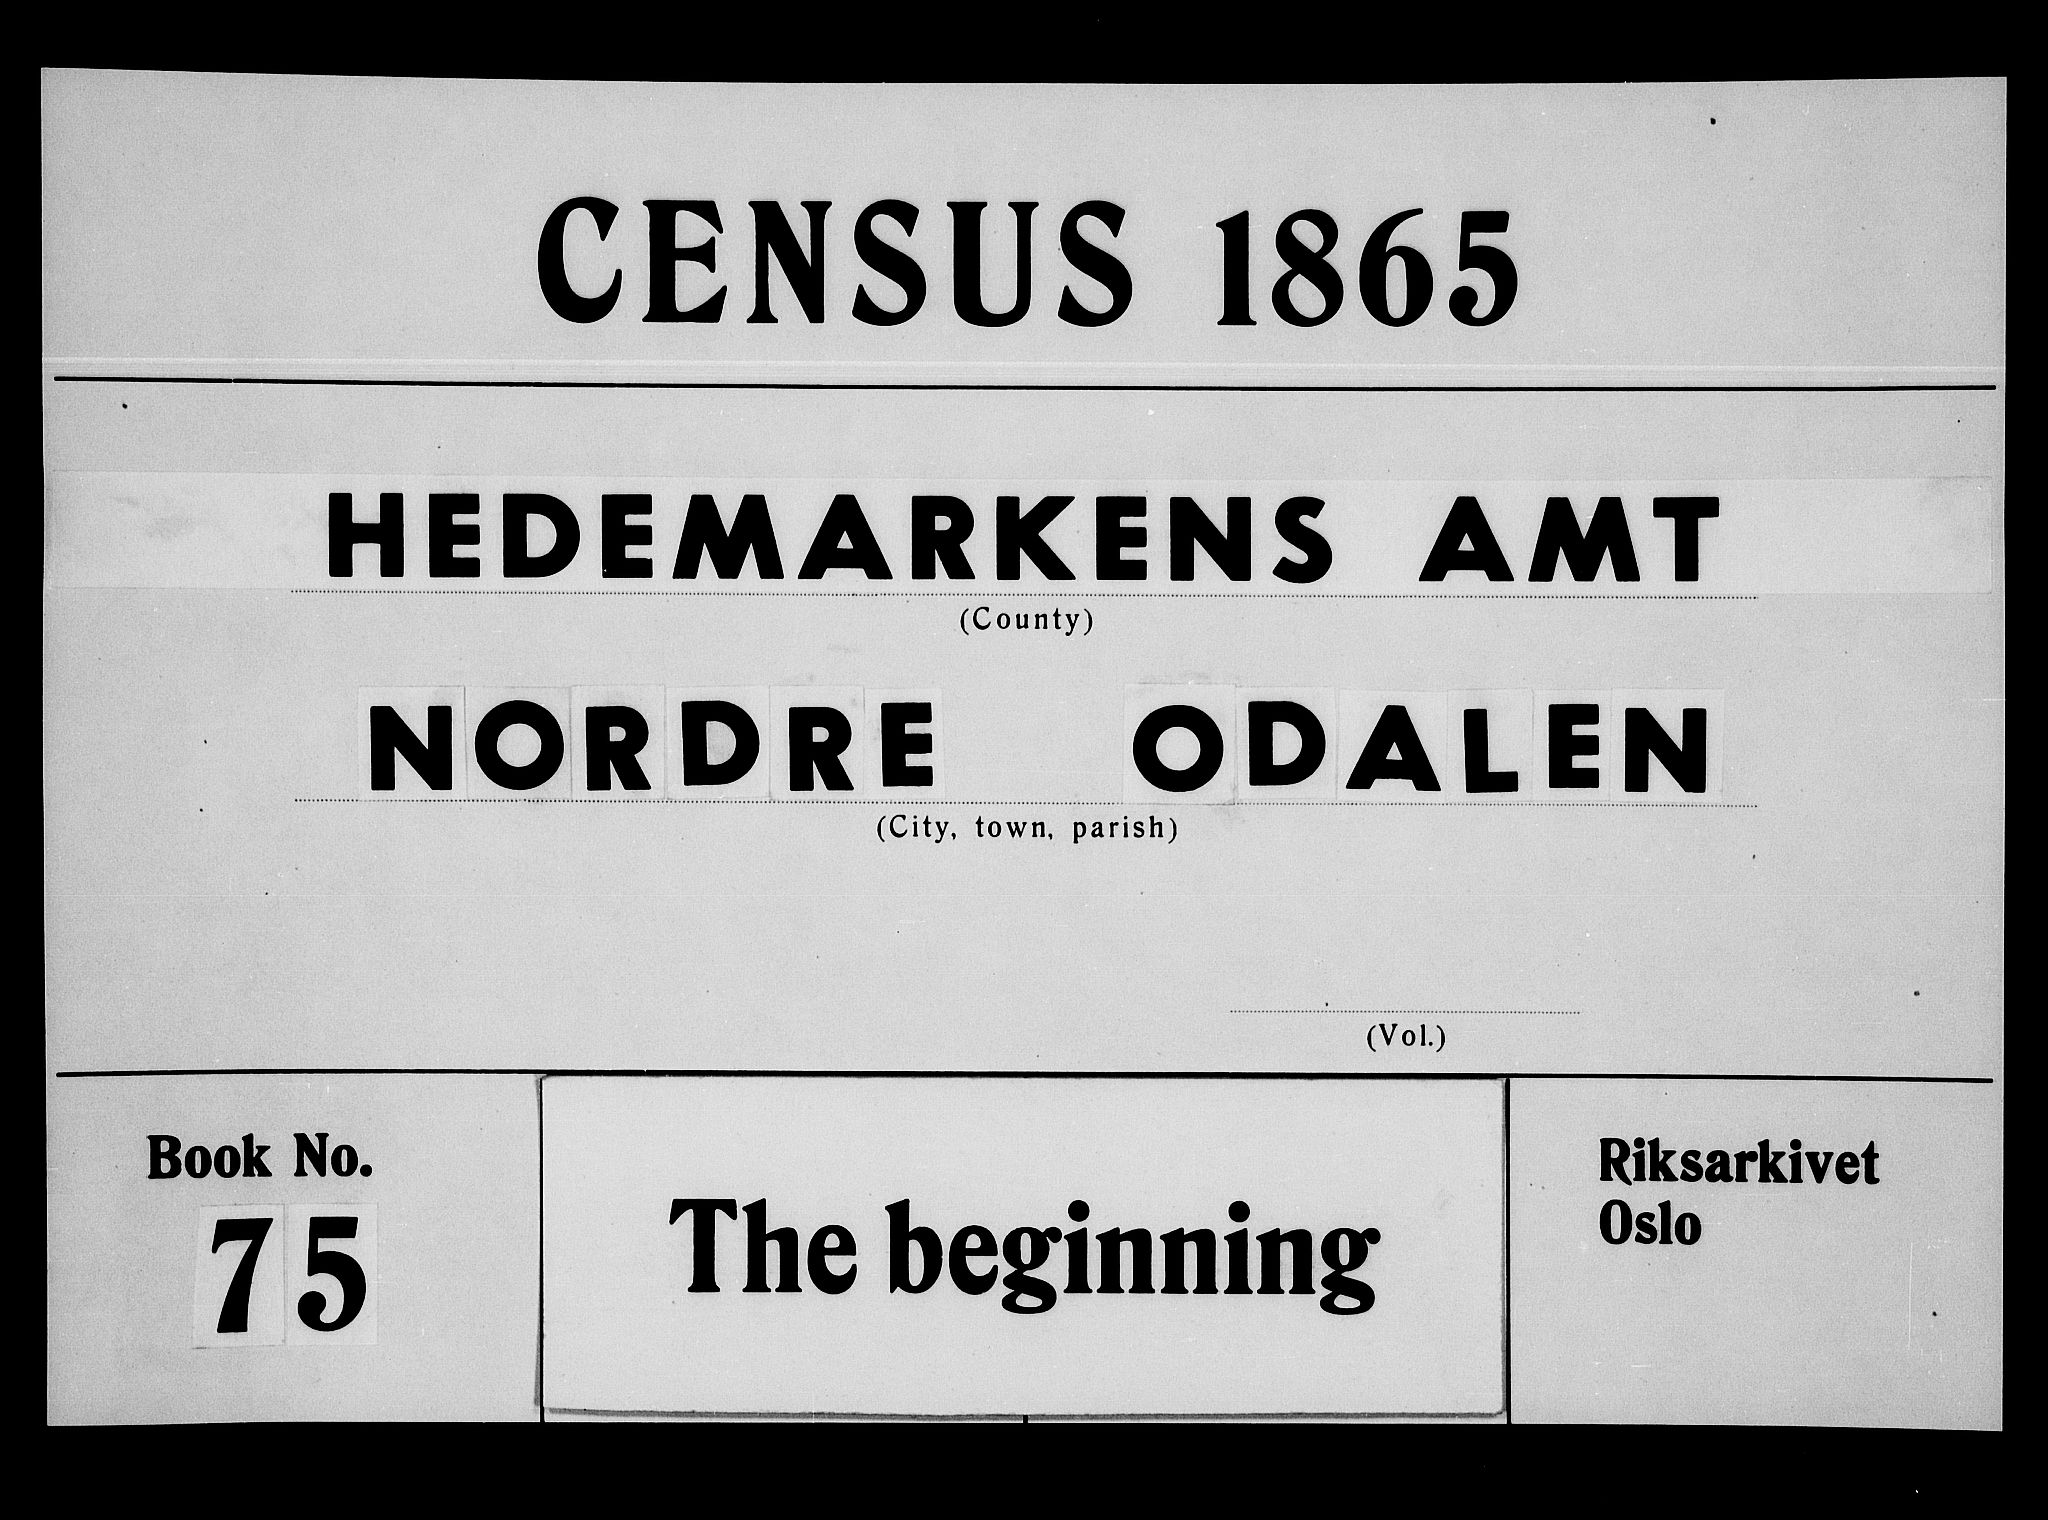 CENSUS 1865
HEDEMARKENS AMT
(County)
NORDRE ODALEN
(City, town, parish)
(Vol.)
Book No.
75
The beginning
Riksarkivet
Oslo